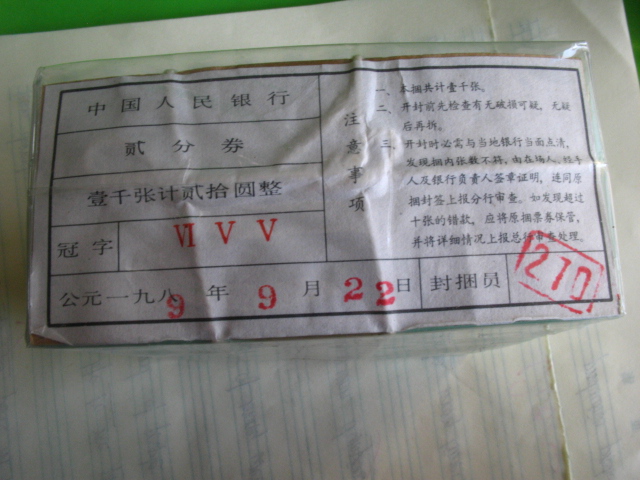 中国人民银行
贰分券
壹千张计贰拾圆整
冠字 Ⅵ V V
公元一九八9年9月22日 封捆员 270
注意事项
一、本捆共计壹千张。
二、开封前先检查有无破损可疑，无疑
后再拆。
三、开封时必需与当地银行当面点清，
发现捆内张数不符，由在场人、经手
人及银行负责人签章证明，连同原
捆封签上报分行审查。如发现超过
十张的错款，应将原捆票券保管，
并将详细情况上报总行审查处理。